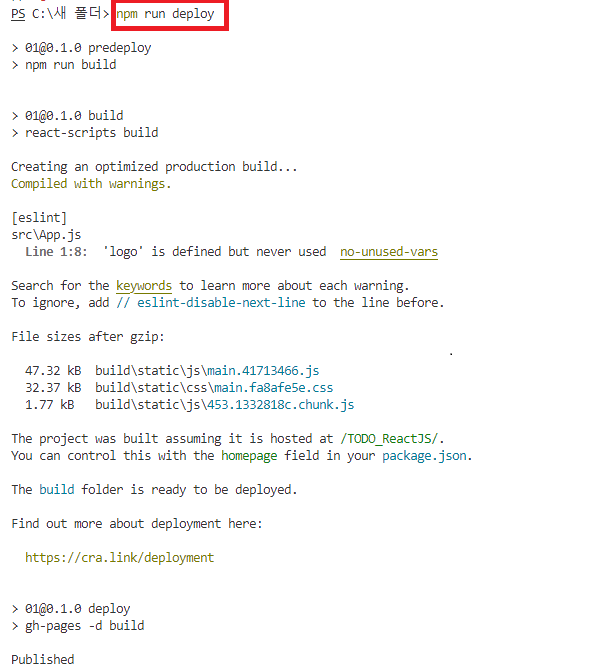 PS C:\새 폴더> npm run deploy
> 01@0.1.0 predeploy
> npm run build
> 01@0.1.0 build
> react-scripts build
Creating an optimized production build...
Compiled with warnings.
[eslint]
src\App.js
Line 1:8: 'logo' is defined but never used no-unused-vars
Search for the keywords to learn more about each warning.
To ignore, add // eslint-disable-next-line to the line before.
File sizes after gzip:
47.32 kB build\static\js\main.41713466.js
32.37 kB build\static\css\main.fa8afe5e.css
1.77 kB build\static\js\453.1332818c.chunk.js
The project was built assuming it is hosted at /TODO_ReactJS/.
You can control this with the homepage field in your package.json.
The build folder is ready to be deployed.
Find out more about deployment here:
https://cra.link/deployment
> 01@0.1.0 deploy
> gh-pages -d build
Published